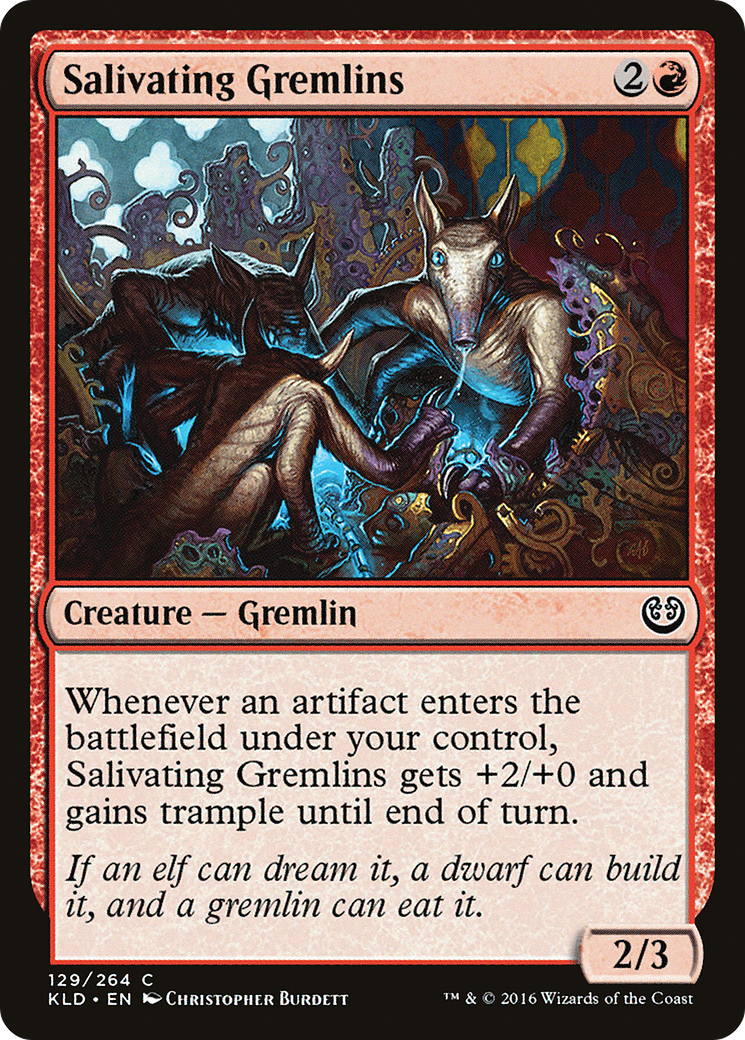 Salivating Gremlins 2
Creature — Gremlin
Whenever an artifact enters the
battlefield under your control,
Salivating Gremlins gets +2/+0 and
gains trample until end of turn.
If an elf can dream it, a dwarf can build
it, and a gremlin can eat it.
2/3
129/264 C
KLD • EN Christopher Burdett
™ & © 2016 Wizards of the Coast